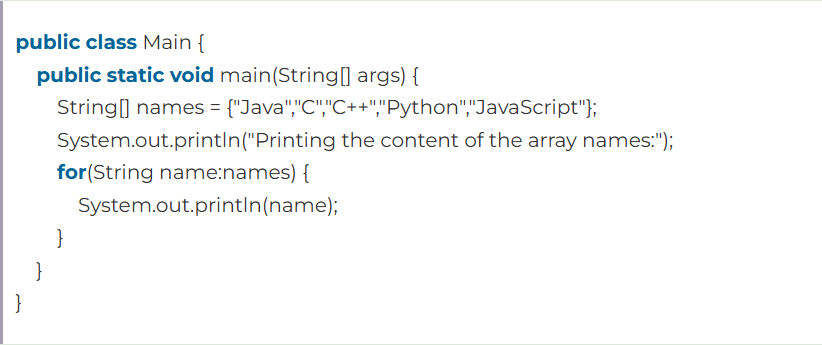 public class Main {
public static void main(String[] args) {
String[] names = {"Java","C","C++","Python","JavaScript"};
System.out.println("Printing the content of the array names:");
for(String name:names) {
System.out.println(name);
}
}
}